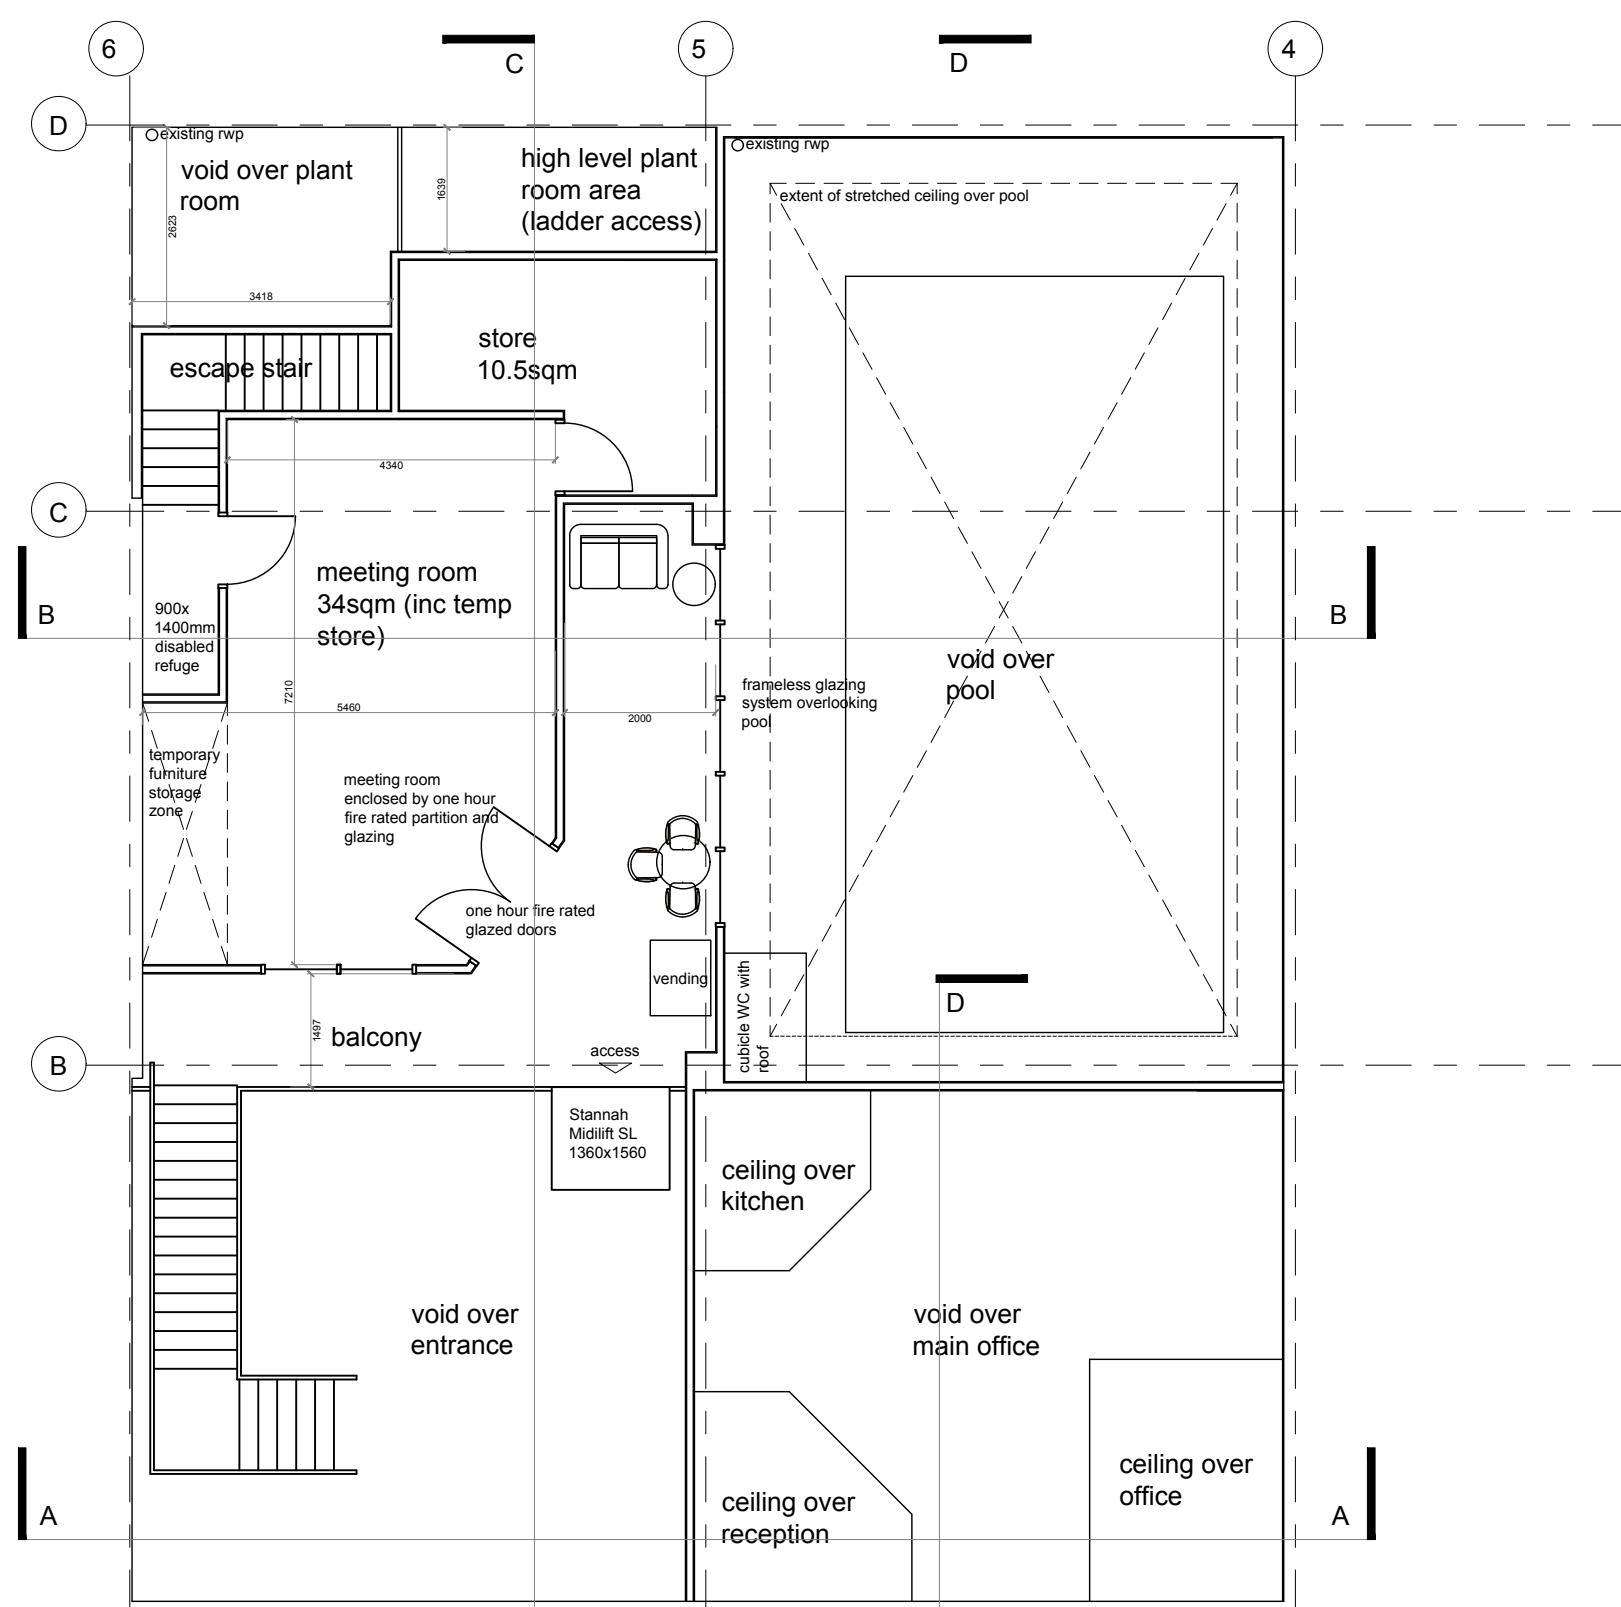 6
C
5
D
4
D
existing rwp
void over plant
room
2623
3418
high level plant
room area
(ladder access)
1639
existing rwp
extent of stretched ceiling over pool
escape stair
store
10.5sqm
4340
C
B
900x
1400mm
disabled
refuge
meeting room
34sqm (inc temp
store)
7210
5460
2000
frameless glazing
system overlooking
pool
void over
pool
B
temporary
furniture
storage
zone
meeting room
enclosed by one hour
fire rated partition and
glazing
one hour fire rated
glazed doors
vending
cubicle WC with
roof
D
1497
balcony
access
B
Stannah
Midilift SL
1360x1560
ceiling over
kitchen
void over
entrance
void over
main office
ceiling over
reception
ceiling over
office
A
A